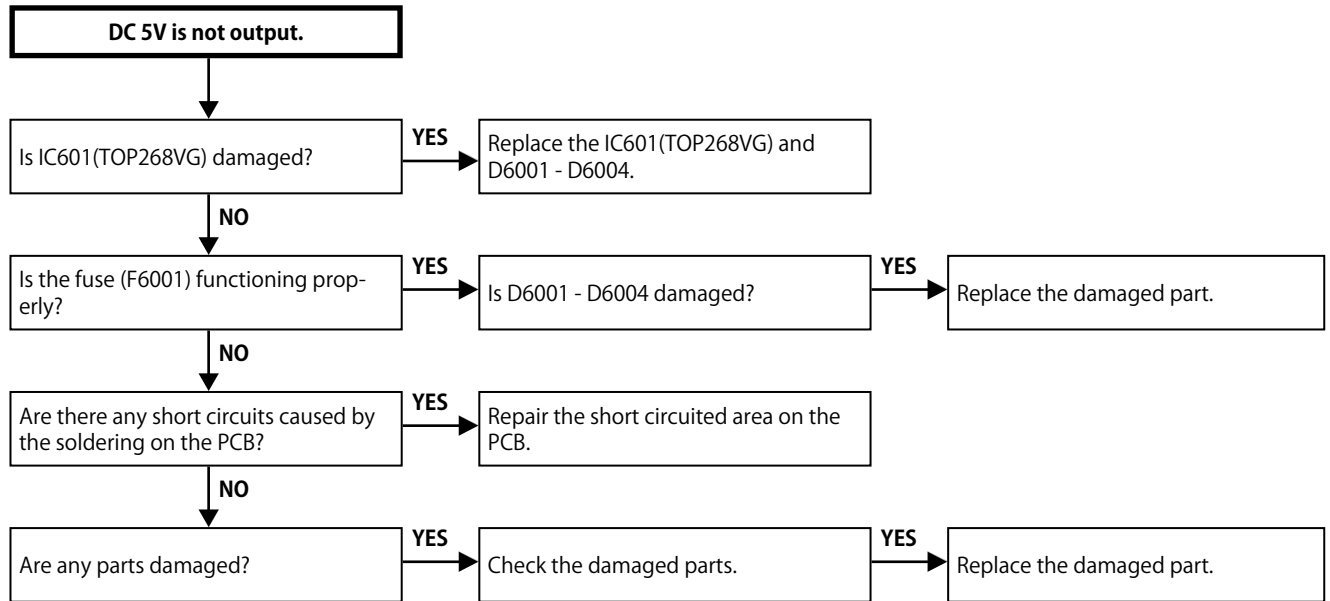 DC 5V is not output.
Is IC601(TOP268VG) damaged?
YES
Replace the IC601(TOP268VG) and
D6001 - D6004.
NO
Is the fuse (F6001) functioning prop-
erly?
YES
Is D6001 - D6004 damaged?
YES
Replace the damaged part.
NO
Are there any short circuits caused by
the soldering on the PCB?
YES
Repair the short circuited area on the
PCB.
NO
Are any parts damaged?
YES
Check the damaged parts.
YES
Replace the damaged part.